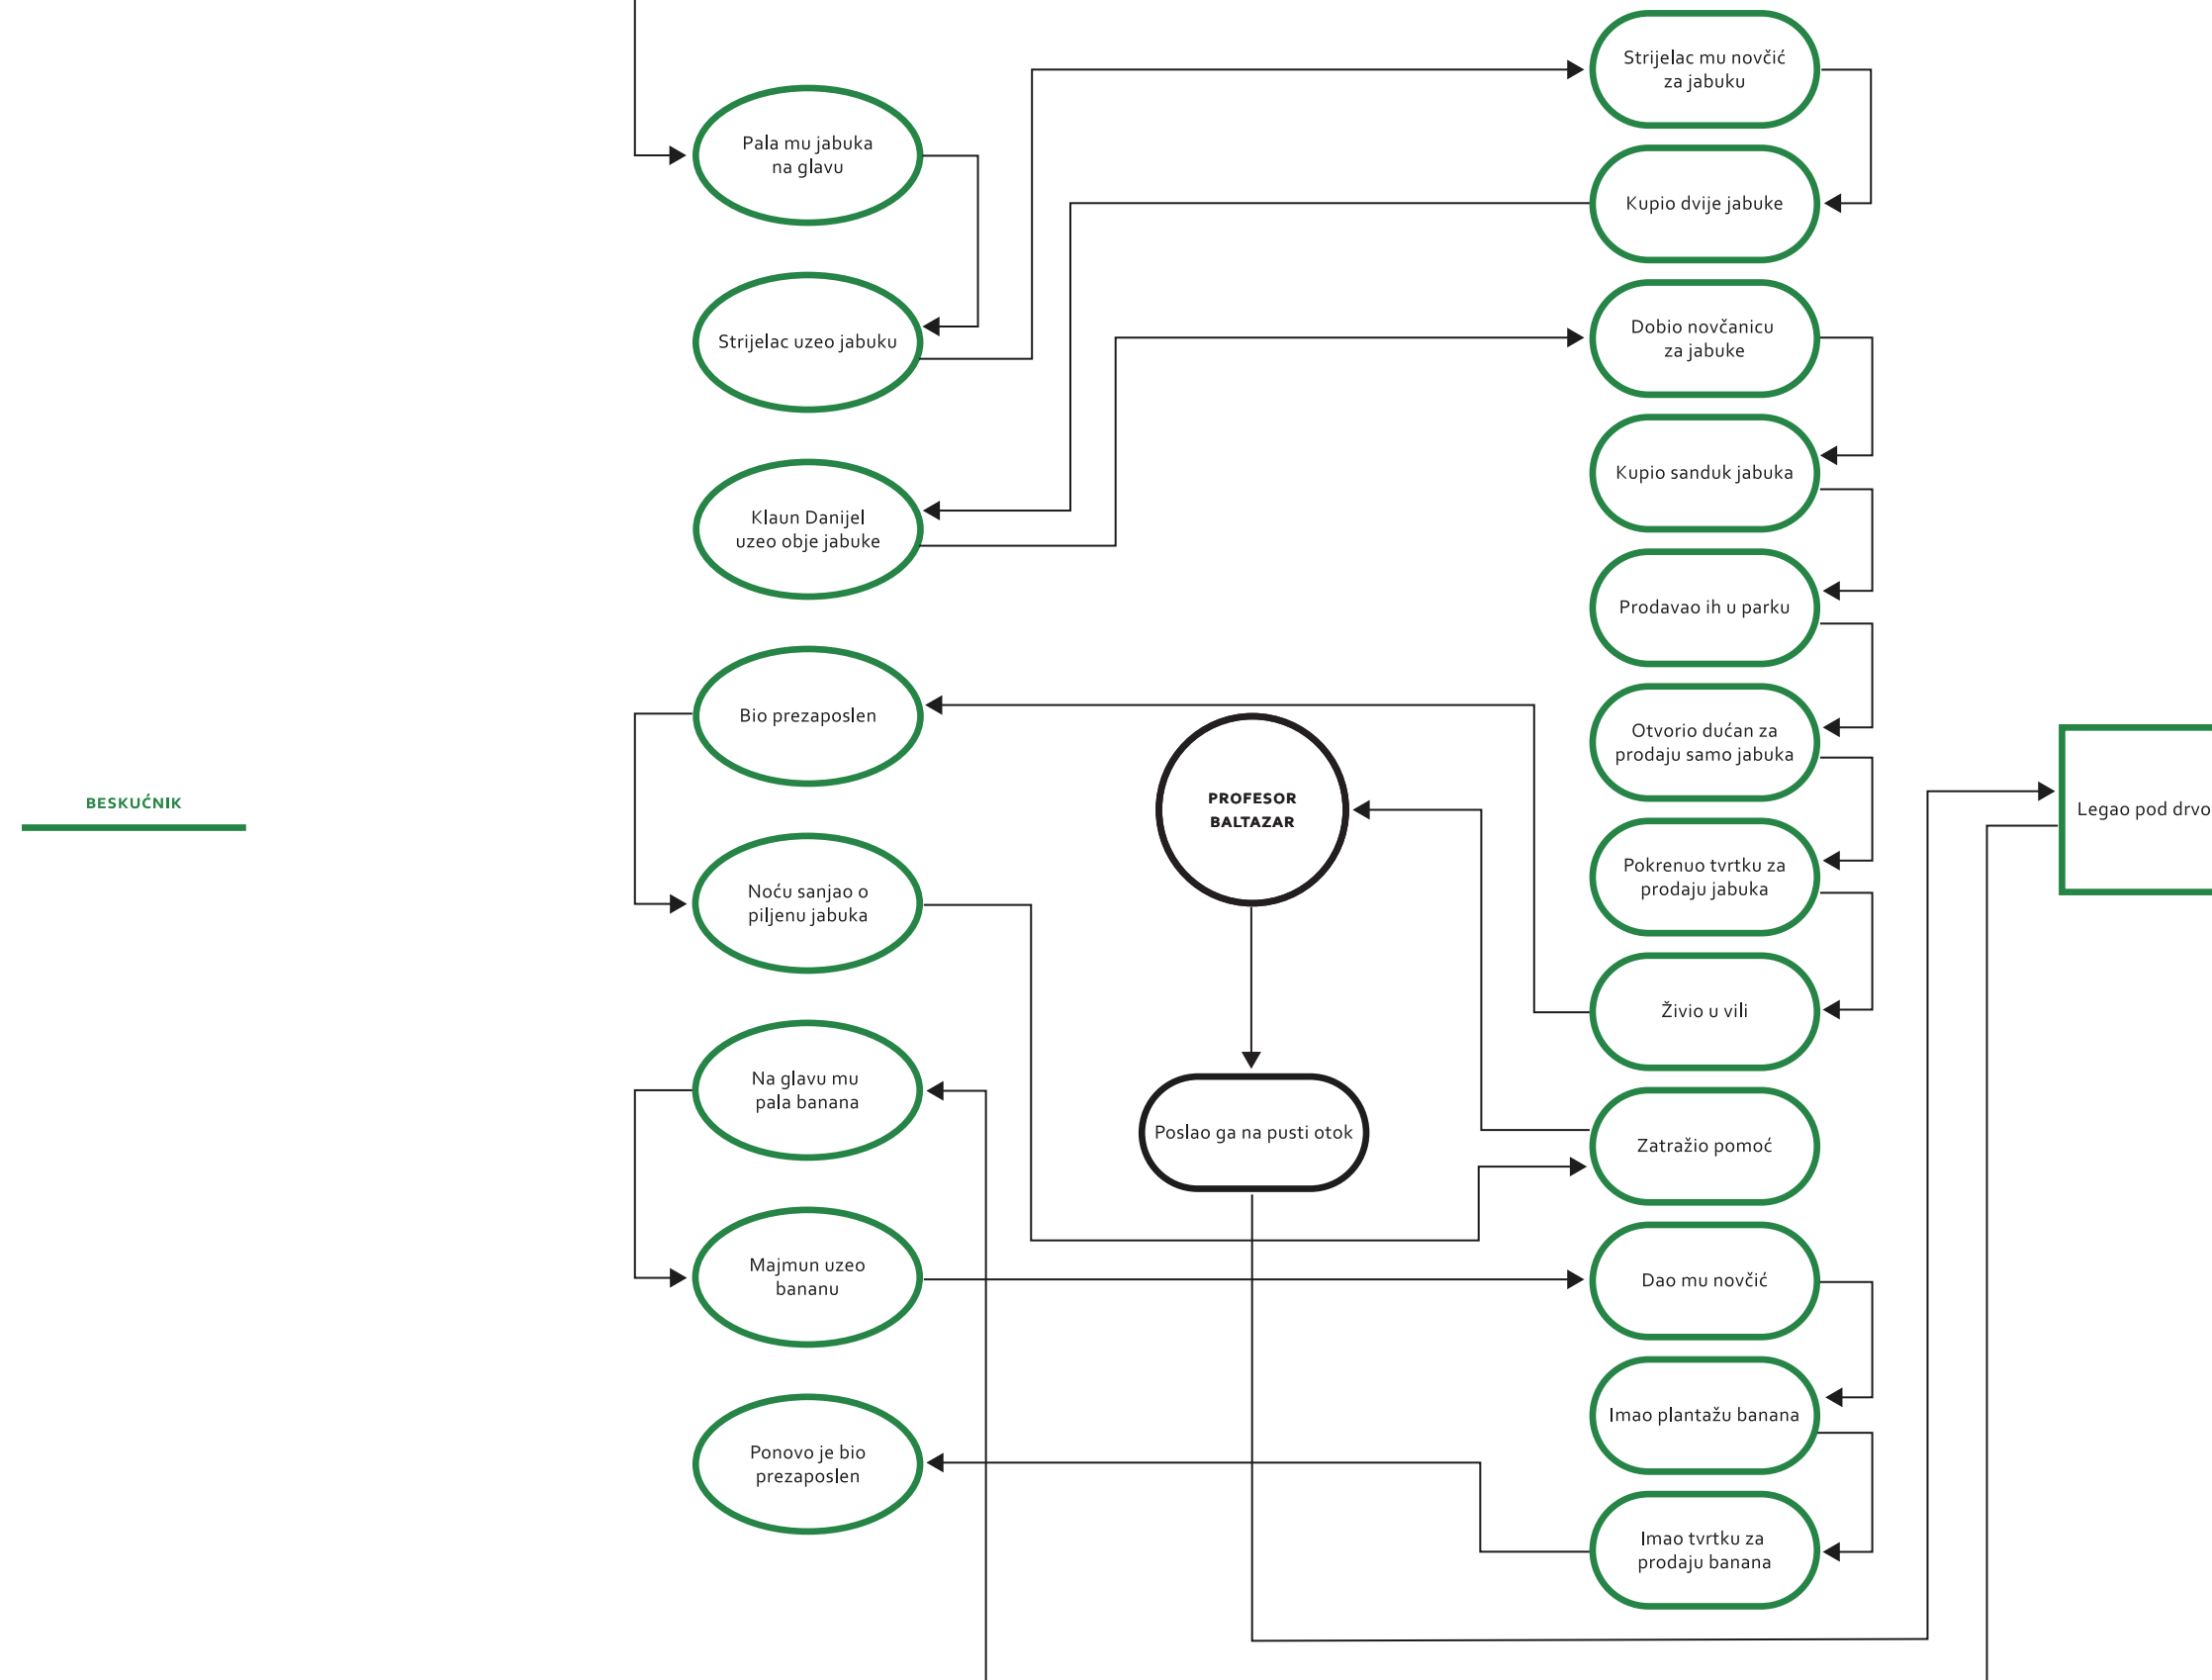 BESKUĆNIK
Pala mu jabuka
na glavu
Strijelac uzeo jabuku
Klaun Danijel
uzeo obje jabuke
Bio prezaposlen
Noću sanjao o
piljenu jabuka
Na glavu mu
pala banana
Majmun uzeo
bananu
Ponovo je bio
prezaposlen
PROFESOR
BALTAZAR
Poslao ga na pusti otok
Strijelac mu novčić
za jabuku
Kupio dvije jabuke
Dobio novčanicu
za jabuke
Kupio sanduk jabuka
Prodavao ih u parku
Otvorio dućan za
prodaju samo jabuka
Pokrenuo tvrtku za
prodaju jabuka
Živio u vili
Zatražio pomoć
Dao mu novčić
Imao plantažu banana
Imao tvrtku za
prodaju banana
Legao pod drvo